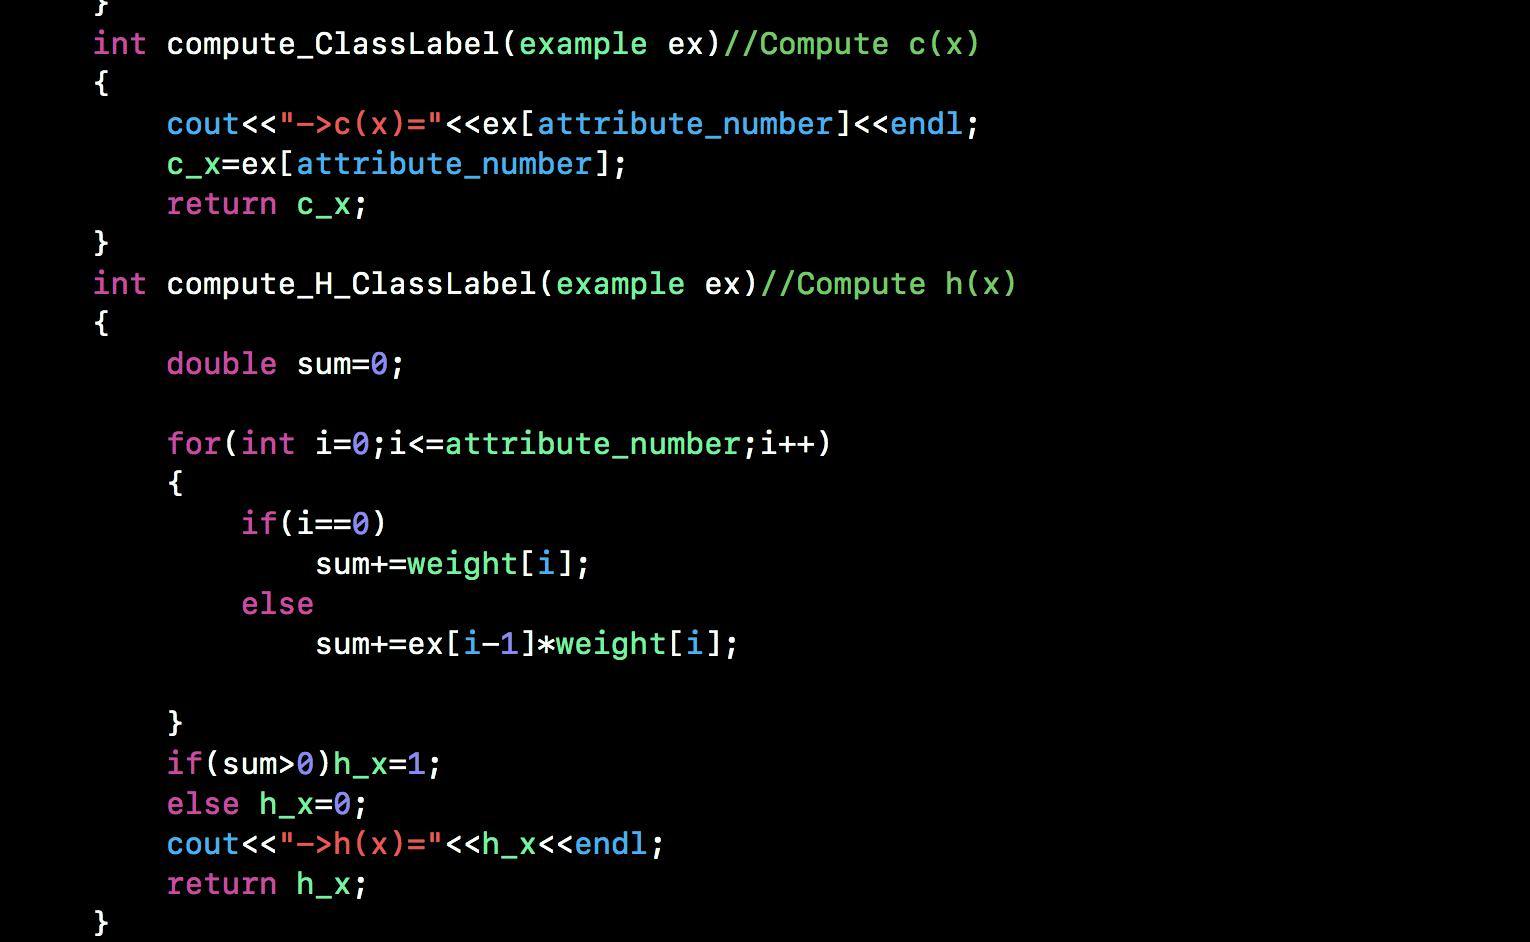 }
int compute_ClassLabel(example ex)//Compute c(x)
{
    cout<<"->c(x)="<<ex[attribute_number]<<endl;
    c_x=ex[attribute_number];
    return c_x;
}
int compute_H_ClassLabel(example ex)//Compute h(x)
{
    double sum=0;

    for(int i=0;i<=attribute_number;i++)
    {
        if(i==0)
            sum+=weight[i];
        else
            sum+=ex[i-1]*weight[i];

    }
    if(sum>0)h_x=1;
    else h_x=0;
    cout<<"->h(x)="<<h_x<<endl;
    return h_x;
}